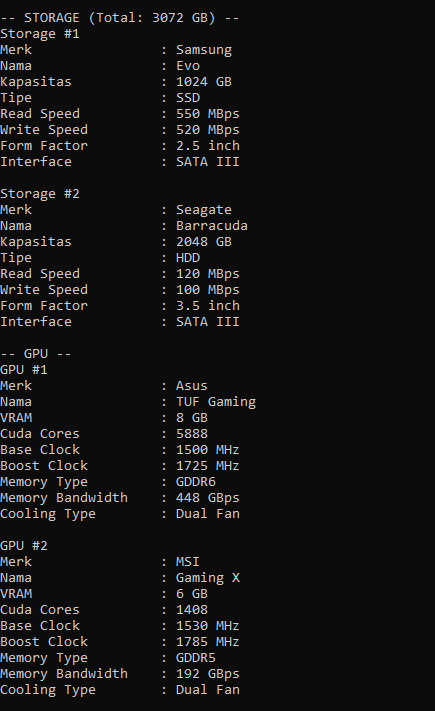 -- STORAGE (Total: 3072 GB) --
Storage #1
Merk : Samsung
Nama : Evo
Kapasitas : 1024 GB
Tipe : SSD
Read Speed : 550 MBps
Write Speed : 520 MBps
Form Factor : 2.5 inch
Interface : SATA III
Storage #2
Merk : Seagate
Nama : Barracuda
Kapasitas : 2048 GB
Tipe : HDD
Read Speed : 120 MBps
Write Speed : 100 MBps
Form Factor : 3.5 inch
Interface : SATA III
-- GPU --
GPU #1
Merk : Asus
Nama : TUF Gaming
VRAM : 8 GB
Cuda Cores : 5888
Base Clock : 1500 MHz
Boost Clock : 1725 MHz
Memory Type : GDDR6
Memory Bandwidth : 448 GBps
Cooling Type : Dual Fan
GPU #2
Merk : MSI
Nama : Gaming X
VRAM : 6 GB
Cuda Cores : 1408
Base Clock : 1530 MHz
Boost Clock : 1785 MHz
Memory Type : GDDR5
Memory Bandwidth : 192 GBps
Cooling Type : Dual Fan